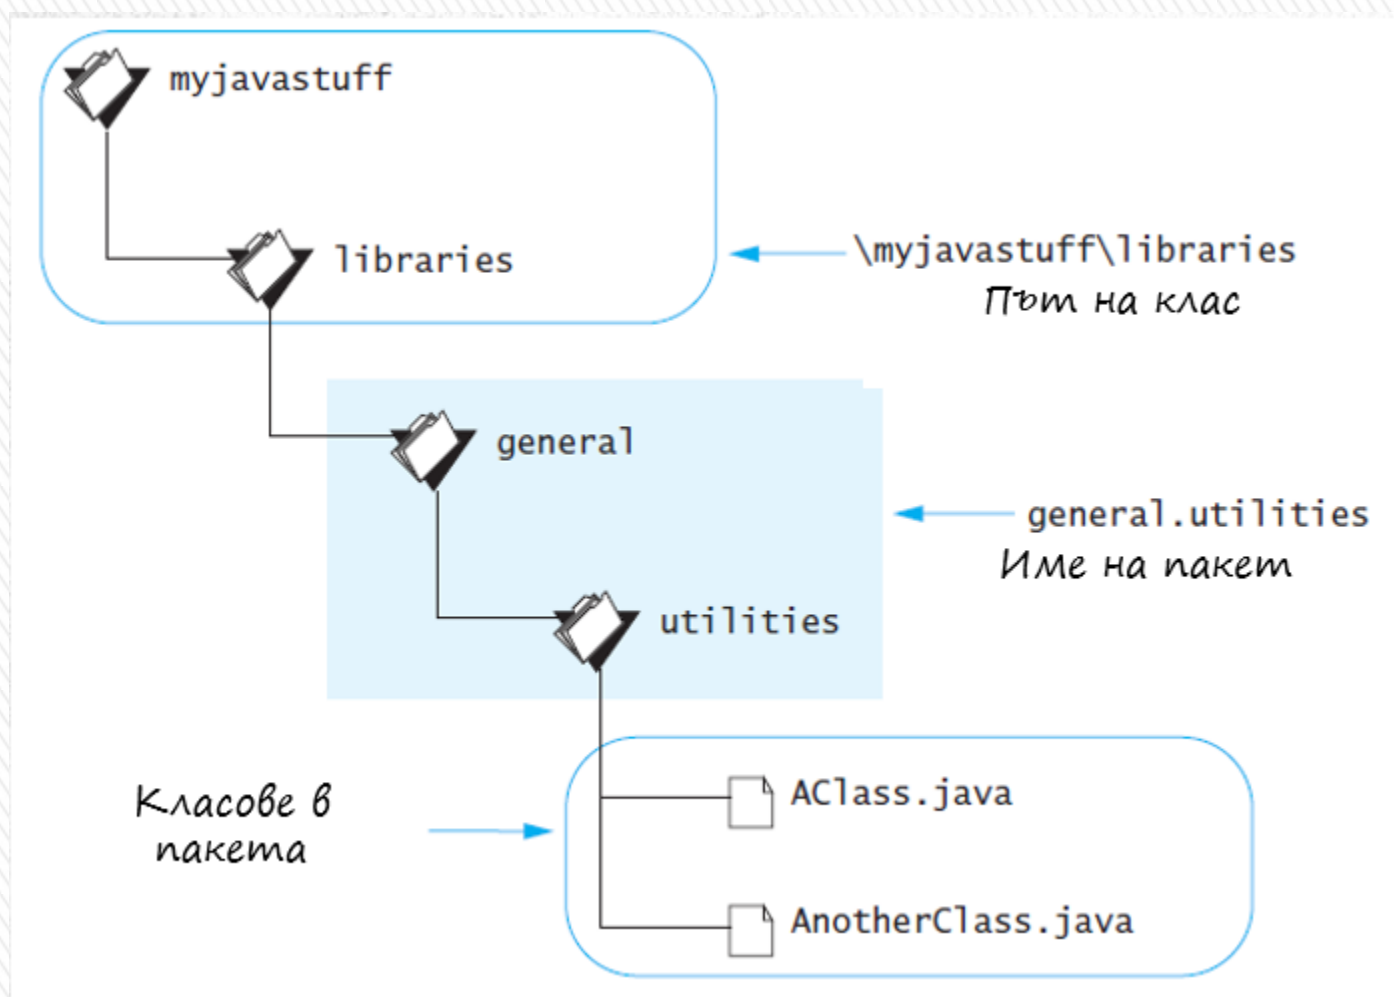 myjavastuff
libraries
\myjavastuff\libraries
Път на клас
general
general.utilities
Име на пакет
utilities
Класове в
пакета
AClass.java
AnotherClass.java